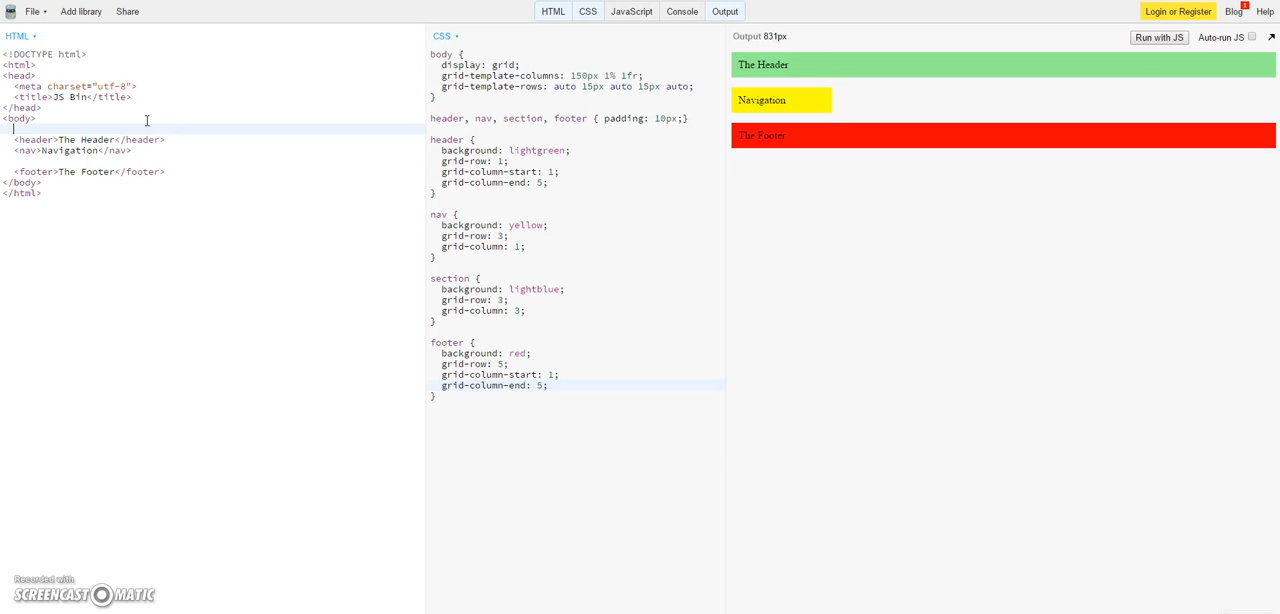 File ▾ Add library Share HTML CSS JavaScript Console Output Login or Register Blog 1 Help
HTML ▾
<!DOCTYPE html>
<html>
<head>
  <meta charset="utf-8">
  <title>JS Bin</title>
</head>
<body>
  <header>The Header</header>
  <nav>Navigation</nav>
  <footer>The Footer</footer>
</body>
</html>
Recorded with
SCREENCAST MATIC
CSS ▾
body {
  display: grid;
  grid-template-columns: 150px 1% 1fr;
  grid-template-rows: auto 15px auto 15px auto;
}
header, nav, section, footer { padding: 10px;}
header {
  background: lightgreen;
  grid-row: 1;
  grid-column-start: 1;
  grid-column-end: 5;
}
nav {
  background: yellow;
  grid-row: 3;
  grid-column: 1;
}
section {
  background: lightblue;
  grid-row: 3;
  grid-column: 3;
}
footer {
  background: red;
  grid-row: 5;
  grid-column-start: 1;
  grid-column-end: 5;
}
Output 831px Run with JS Auto-run JS
The Header
Navigation
The Footer